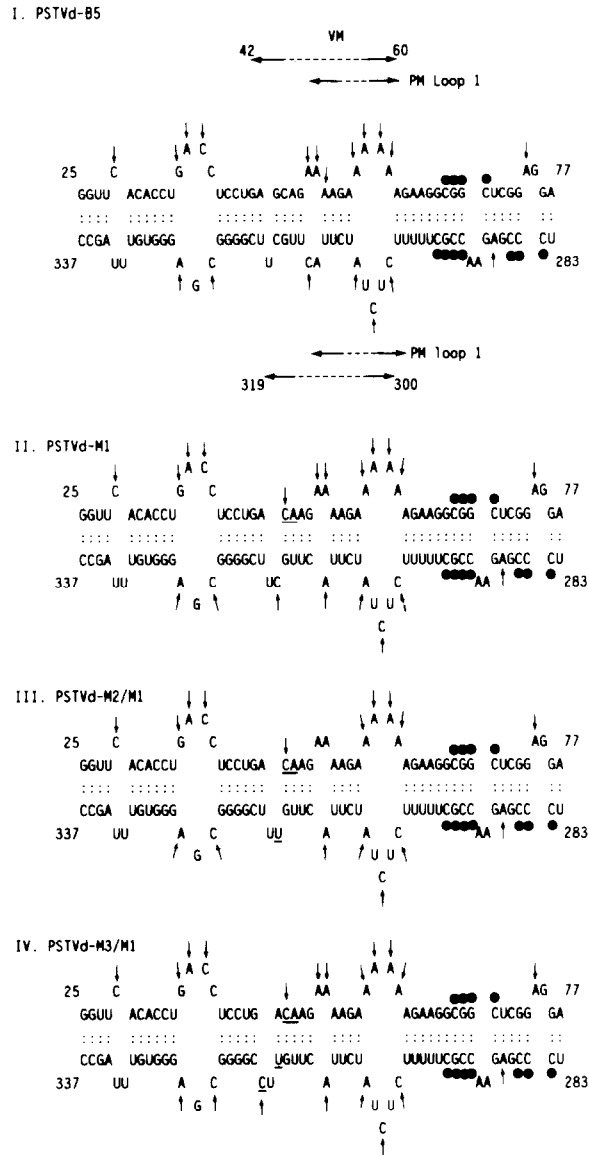 I. PSTVd-B5
VM
42 60
PM Loop 1
A C A A
25 C G C AA A A AG 77
GGUU ACACCU UCCUGA GCAG AAGA AGAAGGCGG CUCGG GA
:::: :::::: :::::: :::: :::: ::::::::: :::: ::
CCGA UGUGGG GGGGCU CGUU UUCU UUUUUCGCC GAGCC CU
337 UU A C U CA A C AA 283
G U U
C
PM loop 1
319 300
II. PSTVd-M1
A C A A
25 C G C AA A A AG 77
GGUU ACACCU UCCUGA CAAG AAGA AGAAGGCGG CUCGG GA
:::: :::::: :::::: :::: :::: ::::::::: :::: ::
CCGA UGUGGG GGGGCU GUUC UUCU UUUUUCGCC GAGCC CU
337 UU A C UC A A C AA 283
G U U
C
III. PSTVd-M2/M1
A C A A
25 C G C AA A A AG 77
GGUU ACACCU UCCUGA CAAG AAGA AGAAGGCGG CUCGG GA
:::: :::::: :::::: :::: :::: ::::::::: :::: ::
CCGA UGUGGG GGGGCU GUUC UUCU UUUUUCGCC GAGCC CU
337 UU A C UU A A C AA 283
G U U
C
IV. PSTVd-M3/M1
A C A A
25 C G C AA A A AG 77
GGUU ACACCU UCCUG ACAAG AAGA AGAAGGCGG CUCGG GA
:::: :::::: ::::: ::::: :::: ::::::::: :::: ::
CCGA UGUGGG GGGGC UGUUC UUCU UUUUUCGCC GAGCC CU
337 UU A C CU A A C AA 283
G U U
C